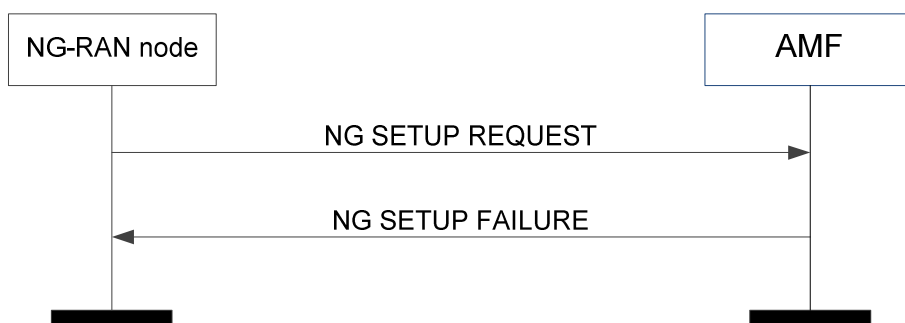 NG-RAN node
AMF
NG SETUP REQUEST
NG SETUP FAILURE